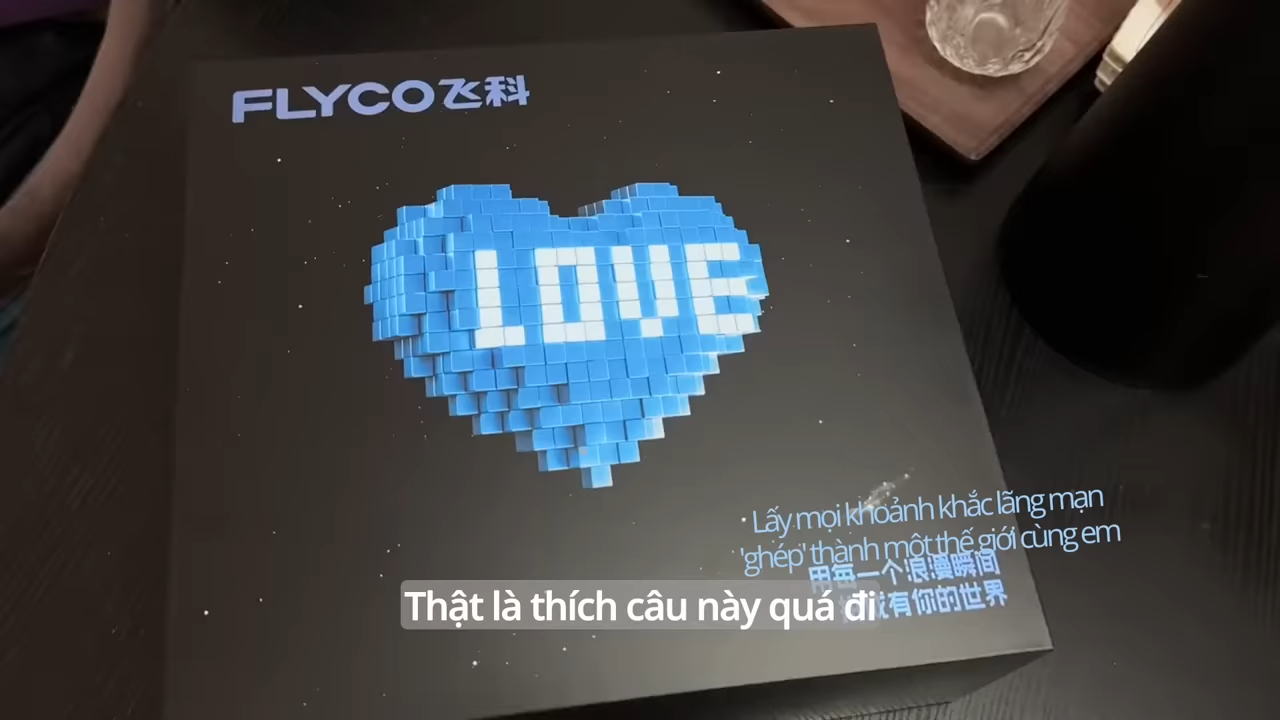 FLYCO飞科
LOVE
Lấy mọi khoảnh khắc lãng mạn
'ghép' thành một thế giới cùng em
用每一个浪漫瞬间
成有你的世界
Thật là thích câu này quá đi